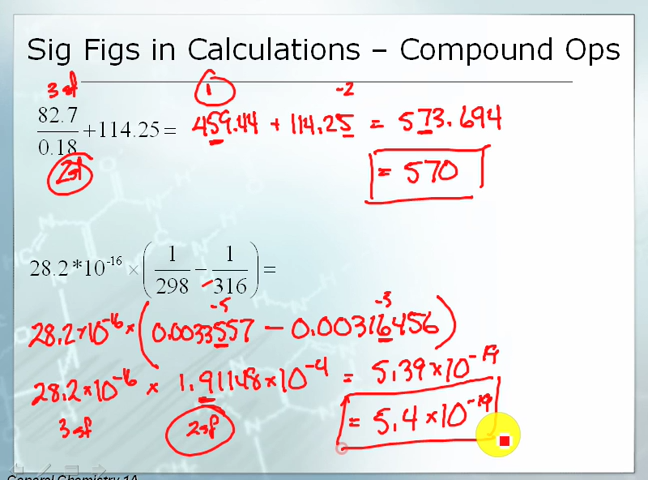 Sig Figs in Calculations – Compound Ops
3 sf 1 -2
82.7/0.18 + 114.25 = 459.44 + 114.25 = 573.694
2sf = 570
28.2*10^-16 × (1/298 − 1/316) =
-5 -5
28.2×10^-16 × (0.0033557 − 0.00316456)
28.2×10^-16 × 1.91148×10^-4 = 5.39×10^-19
3 sf 2 sf = 5.4×10^-19
General Chemistry 1A